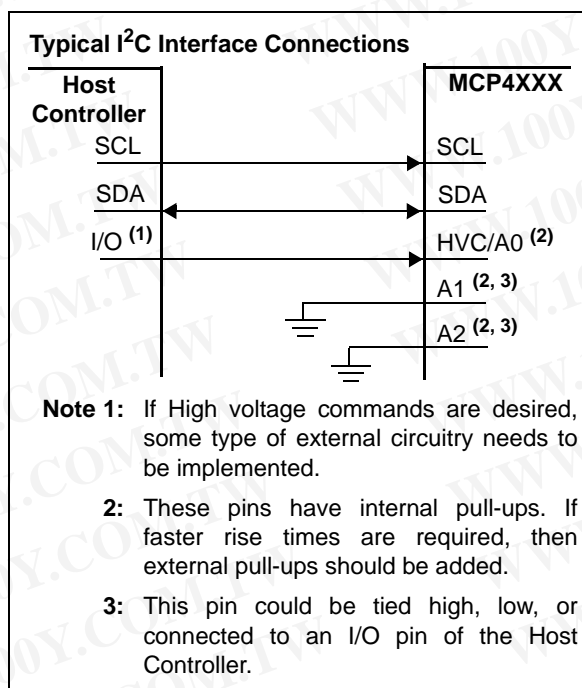 Typical I²C Interface Connections
Host
Controller
MCP4XXX
SCL
SCL
SDA
SDA
I/O (1)
HVC/A0 (2)
A1 (2, 3)
A2 (2, 3)
Note 1: If High voltage commands are desired,
some type of external circuitry needs to
be implemented.
2: These pins have internal pull-ups. If
faster rise times are required, then
external pull-ups should be added.
3: This pin could be tied high, low, or
connected to an I/O pin of the Host
Controller.